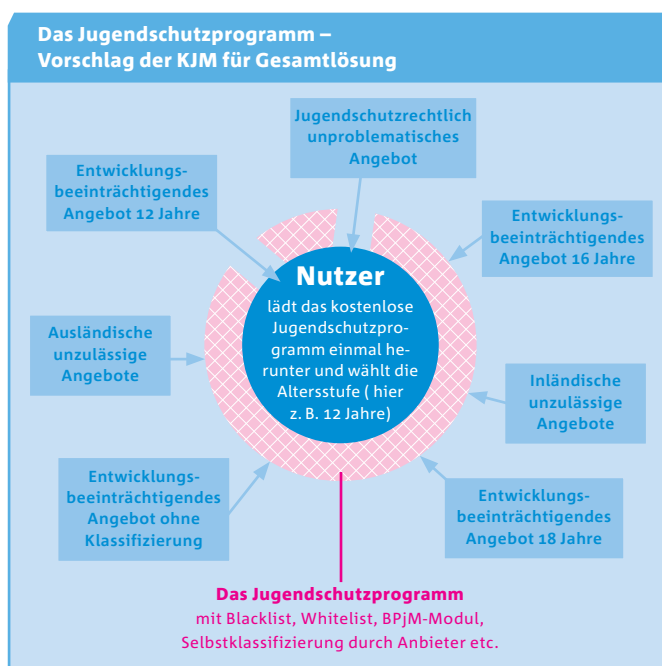 Das Jugendschutzprogramm –
Vorschlag der KJM für Gesamtlösung
Jugendschutzrechtlich
unproblematisches
Angebot
Entwicklungs-
beeinträchtigendes
Angebot 12 Jahre
Entwicklungs-
beeinträchtigendes
Angebot 16 Jahre
Nutzer
lädt das kostenlose
Jugendschutzpro-
gramm einmal he-
runter und wählt die
Altersstufe ( hier
z. B. 12 Jahre)
Ausländische
unzulässige
Angebote
Inländische
unzulässige
Angebote
Entwicklungs-
beeinträchtigendes
Angebot ohne
Klassifizierung
Entwicklungs-
beeinträchtigendes
Angebot 18 Jahre
Das Jugendschutzprogramm
mit Blacklist, Whitelist, BPjM-Modul,
Selbstklassifizierung durch Anbieter etc.